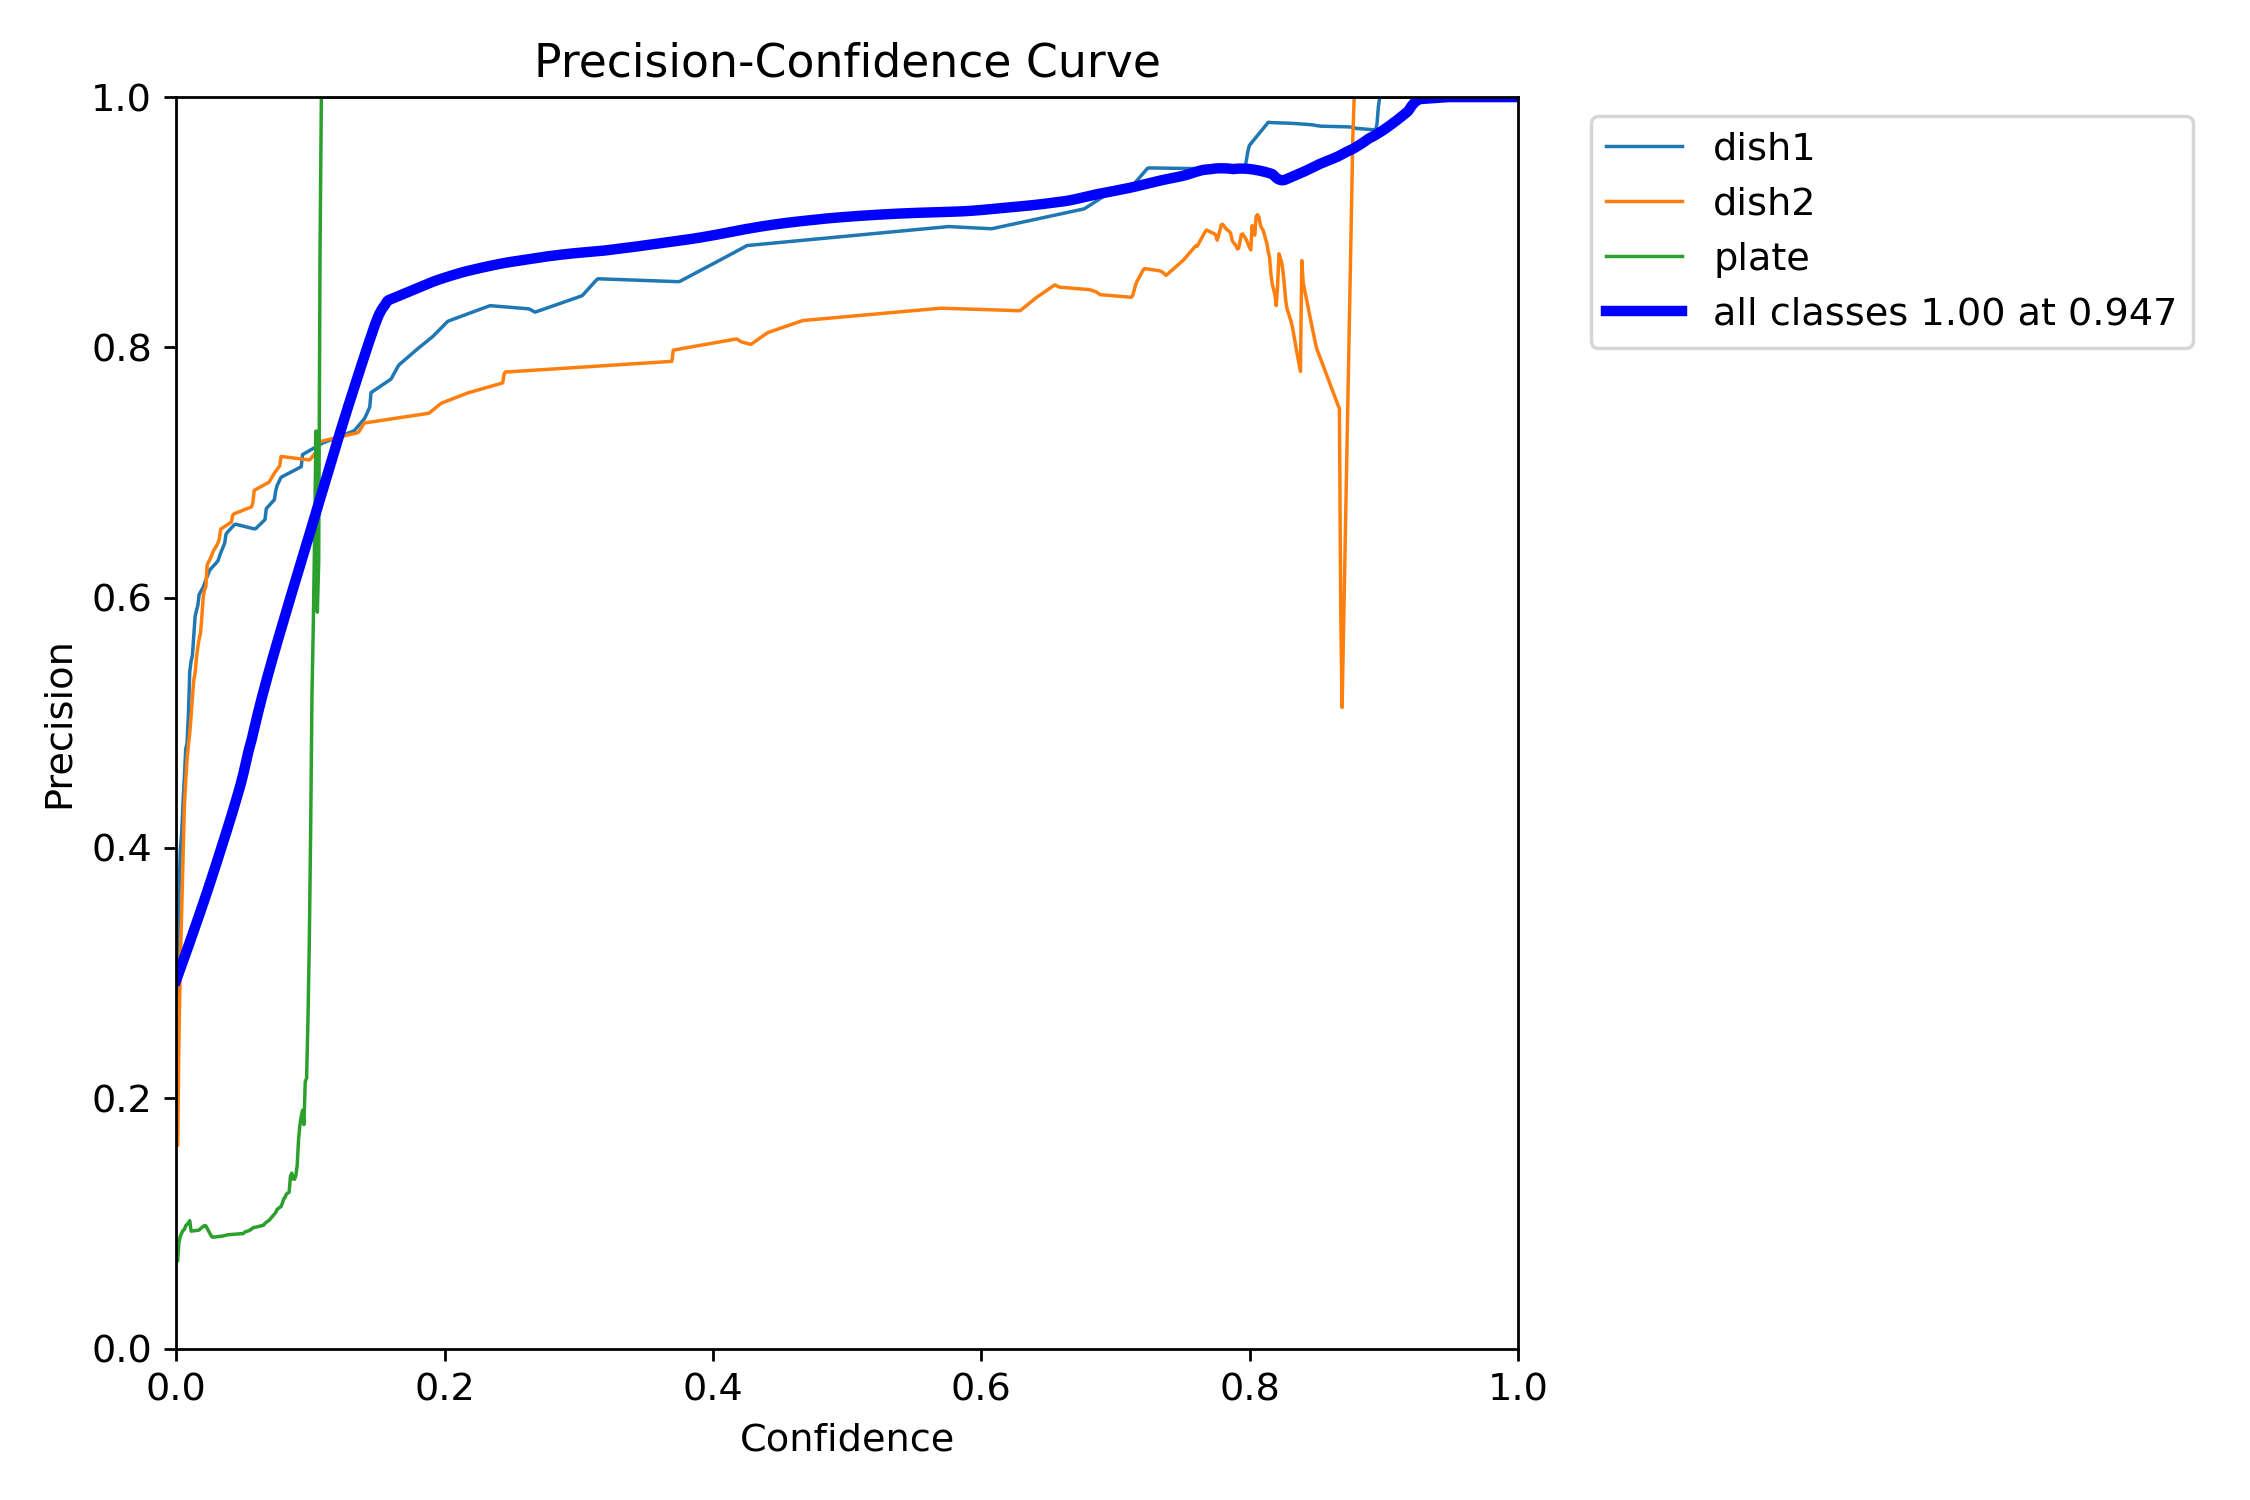 Precision-Confidence Curve
1.0
0.8
0.6
0.4
0.2
0.0
Precision
0.0 0.2 0.4 0.6 0.8 1.0
Confidence
dish1
dish2
plate
all classes 1.00 at 0.947